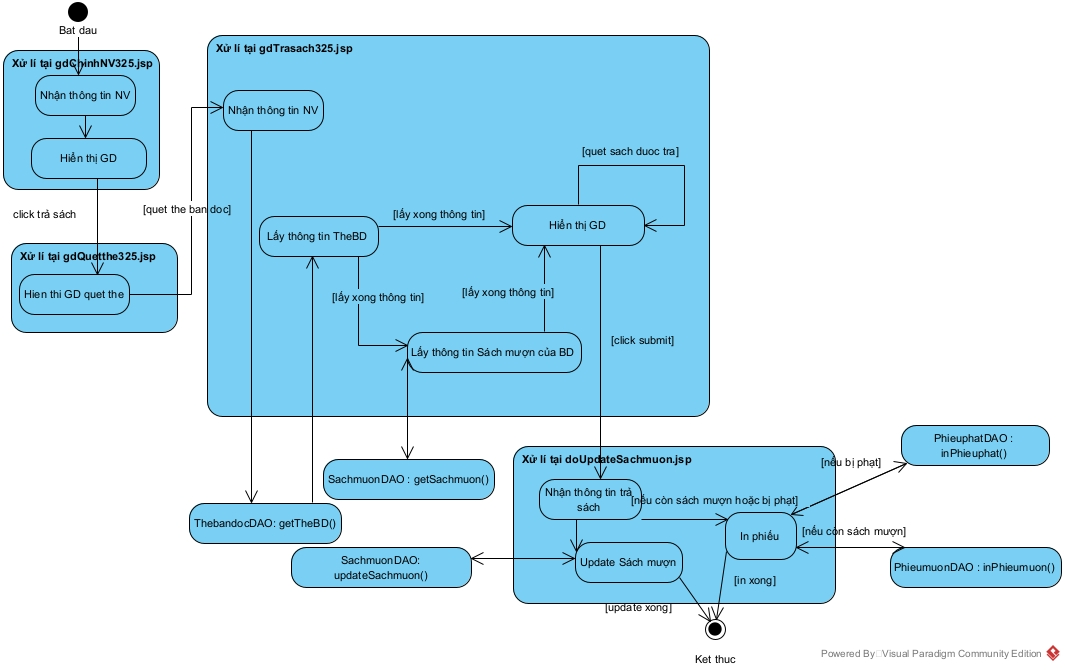 Bat dau
Xử lí tại gdChinhNV325.jsp
Nhận thông tin NV
Hiển thị GD
click trả sách
Xử lí tại gdQuetthe325.jsp
Hien thi GD quet the
[quet the ban doc]
Xử lí tại gdTrasach325.jsp
Nhận thông tin NV
[quet sach duoc tra]
Lấy thông tin TheBD
[lấy xong thông tin]
Hiển thị GD
[lấy xong thông tin]
[lấy xong thông tin]
Lấy thông tin Sách mượn của BD
[click submit]
SachmuonDAO : getSachmuon()
ThebandocDAO: getTheBD()
SachmuonDAO:
updateSachmuon()
Xử lí tại doUpdateSachmuon.jsp
Nhận thông tin trả
sách
[nếu còn sách mượn hoặc bị phạt]
In phiếu
Update Sách mượn
[in xong]
[update xong]
[nếu bị phạt]
PhieuphatDAO :
inPhieuphat()
[nếu còn sách mượn]
PhieumuonDAO : inPhieumuon()
Ket thuc
Powered By Visual Paradigm Community Edition